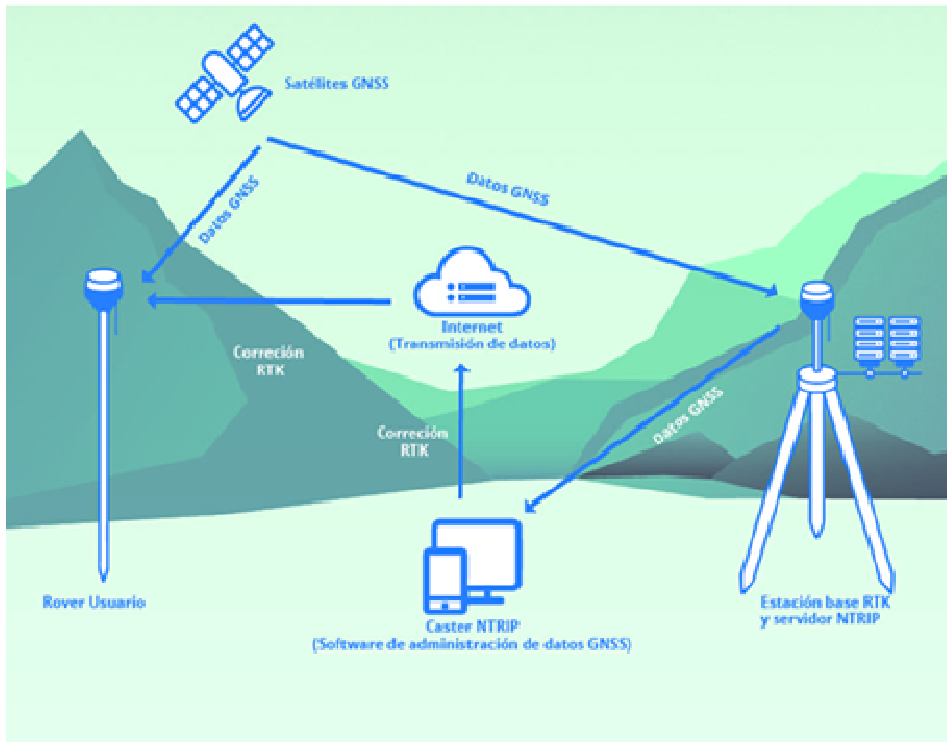 Satéllites GNSS
Datos GNSS
Datos GNSS
Internet
(Transmisión de datos)
Correción
RTK
Correción
RTK
Datos GNSS
Rover Usuario
Caster NTRIP
(Software de administración de datos GNSS)
Estación base RTK
y servidor NTRIP